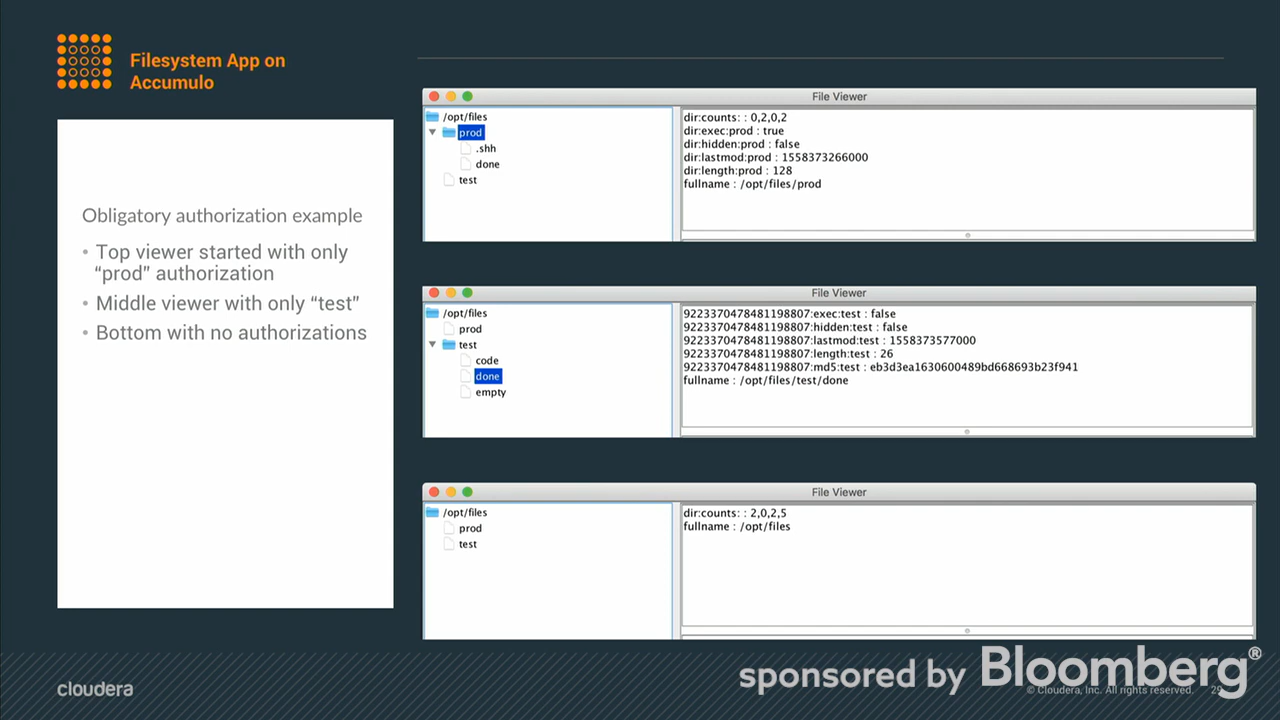 Filesystem App on
Accumulo
Obligatory authorization example
• Top viewer started with only
“prod” authorization
• Middle viewer with only “test”
• Bottom with no authorizations
File Viewer
/opt/files
prod
.shh
done
test
dir:counts: : 0,2,0,2
dir:exec:prod : true
dir:hidden:prod : false
dir:lastmod:prod : 1558373266000
dir:length:prod : 128
fullname : /opt/files/prod
File Viewer
/opt/files
prod
test
code
done
empty
9223370478481198807:exec:test : false
9223370478481198807:hidden:test : false
9223370478481198807:lastmod:test : 1558373577000
9223370478481198807:length:test : 26
9223370478481198807:md5:test : eb3d3ea1630600489bd668693b23f941
fullname : /opt/files/test/done
File Viewer
/opt/files
prod
test
dir:counts: : 2,0,2,5
fullname : /opt/files
cloudera
sponsored by Bloomberg®
© Cloudera, Inc. All rights reserved. 29